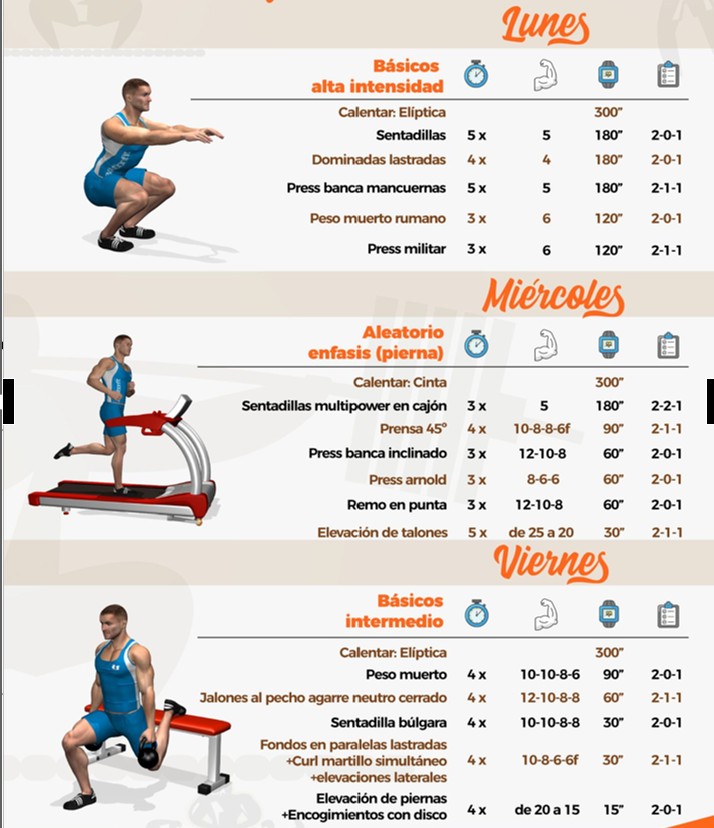 Lunes
Básicos
alta intensidad
Calentar: Elíptica 300”
Sentadillas 5 x 5 180” 2-0-1
Dominadas lastradas 4 x 4 180” 2-0-1
Press banca mancuernas 5 x 5 180” 2-1-1
Peso muerto rumano 3 x 6 120” 2-0-1
Press militar 3 x 6 120” 2-1-1
Miércoles
Aleatorio
enfasis (pierna)
Calentar: Cinta 300”
Sentadillas multipower en cajón 3 x 5 180” 2-2-1
Prensa 45º 4 x 10-8-8-6f 90” 2-1-1
Press banca inclinado 3 x 12-10-8 60” 2-0-1
Press arnold 3 x 8-6-6 60” 2-0-1
Remo en punta 3 x 12-10-8 60” 2-0-1
Elevación de talones 5 x de 25 a 20 30” 2-1-1
Viernes
Básicos
intermedio
Calentar: Elíptica 300”
Peso muerto 4 x 10-10-8-6 90” 2-0-1
Jalones al pecho agarre neutro cerrado 4 x 12-10-8-8 60” 2-1-1
Sentadilla búlgara 4 x 10-10-8-8 30” 2-0-1
Fondos en paralelas lastradas
+Curl martillo simultáneo 4 x 10-8-6-6f 30” 2-1-1
+elevaciones laterales
Elevación de piernas
+Encogimientos con disco 4 x de 20 a 15 15” 2-0-1